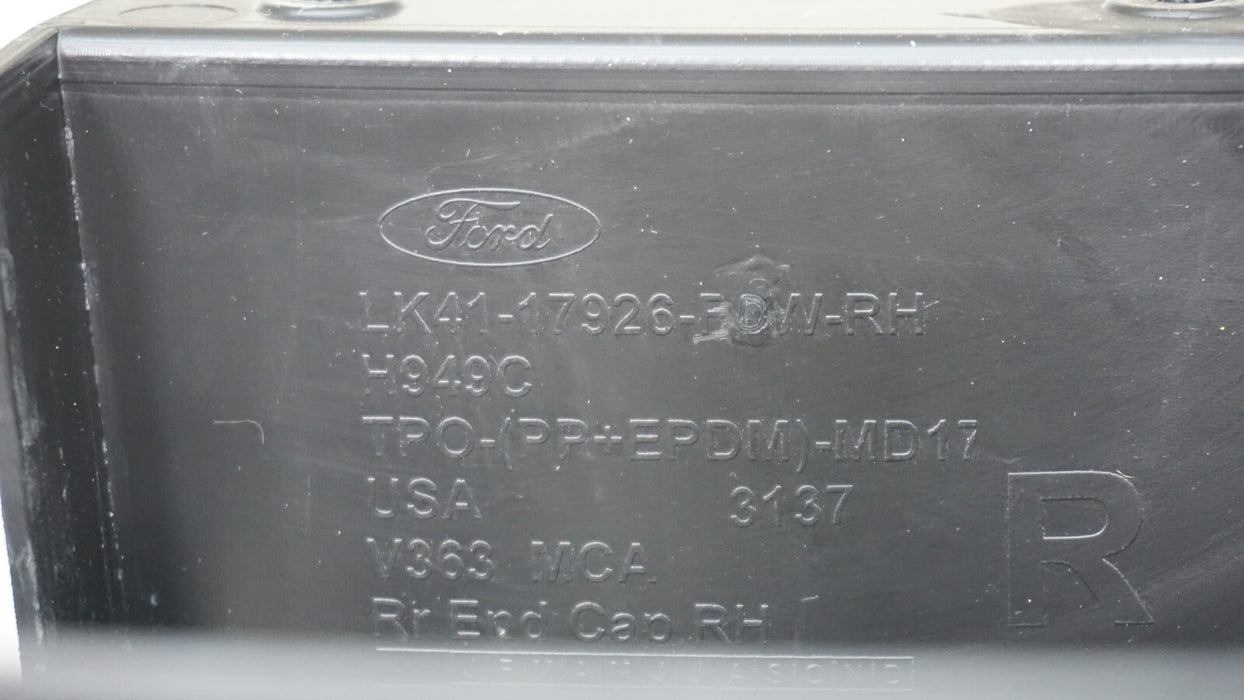 Ford
LK41-17926- W-RH
H949C
TPO-(PP+EPDM)-MD17
USA 3137
V363 MCA
Rr End Cap RH
R
J F M A M J J A S O N D